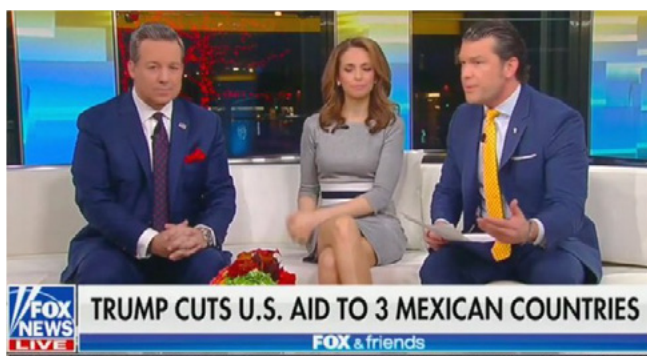 FOX
NEWS
LIVE
TRUMP CUTS U.S. AID TO 3 MEXICAN COUNTRIES
FOX & friends